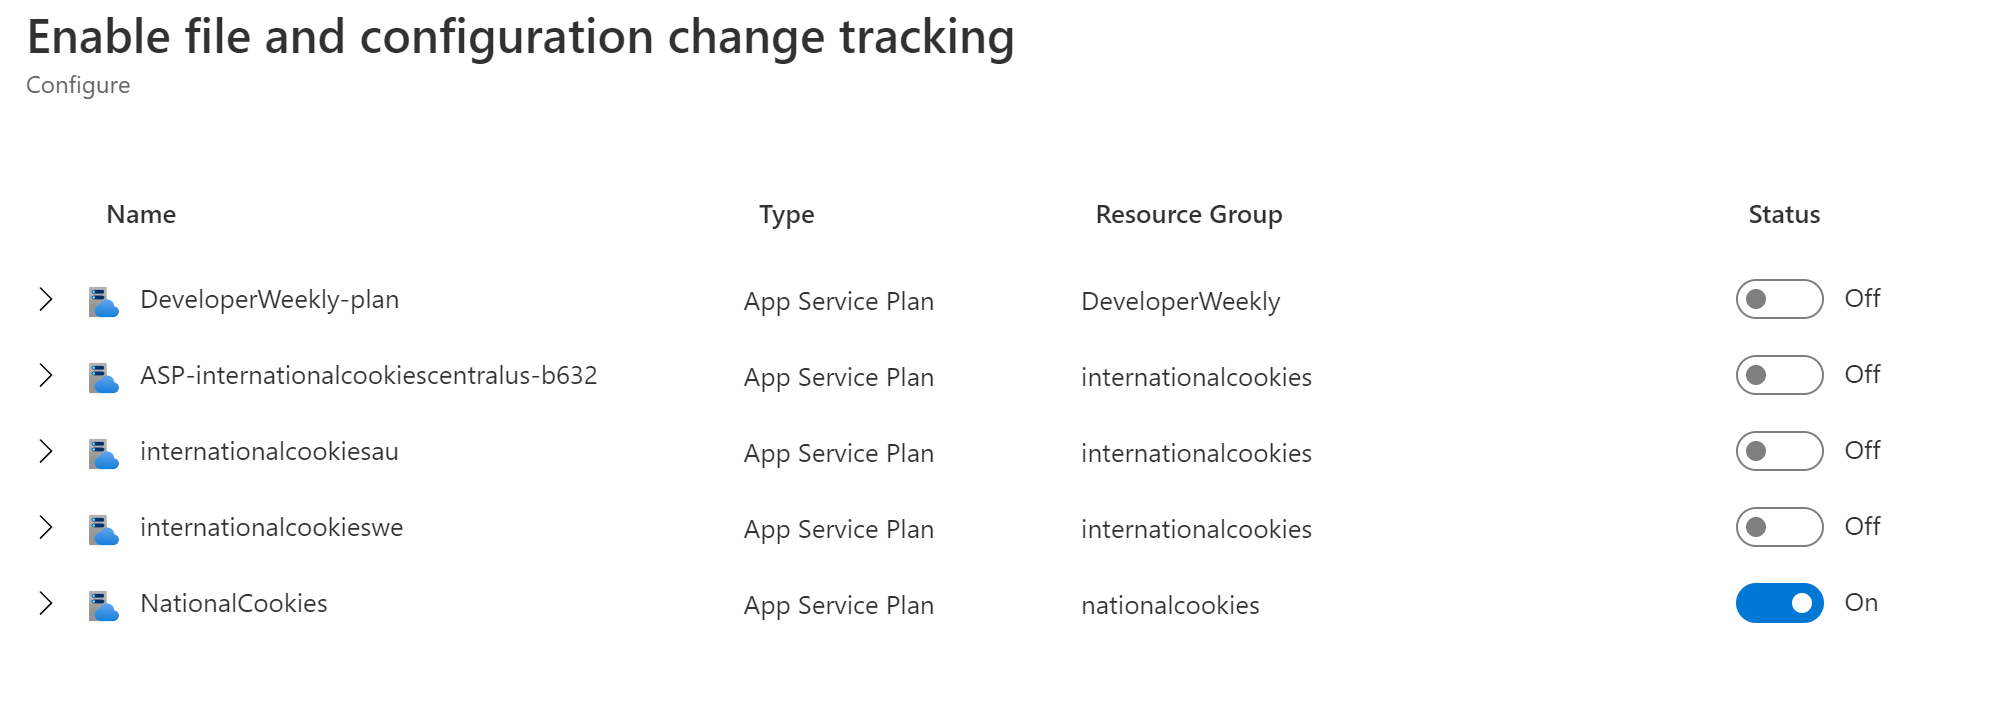 Enable file and configuration change tracking
Configure
Name Type Resource Group Status
DeveloperWeekly-plan App Service Plan DeveloperWeekly Off
ASP-internationalcookiescentralus-b632 App Service Plan internationalcookies Off
internationalcookiesau App Service Plan internationalcookies Off
internationalcookieswe App Service Plan internationalcookies Off
NationalCookies App Service Plan nationalcookies On